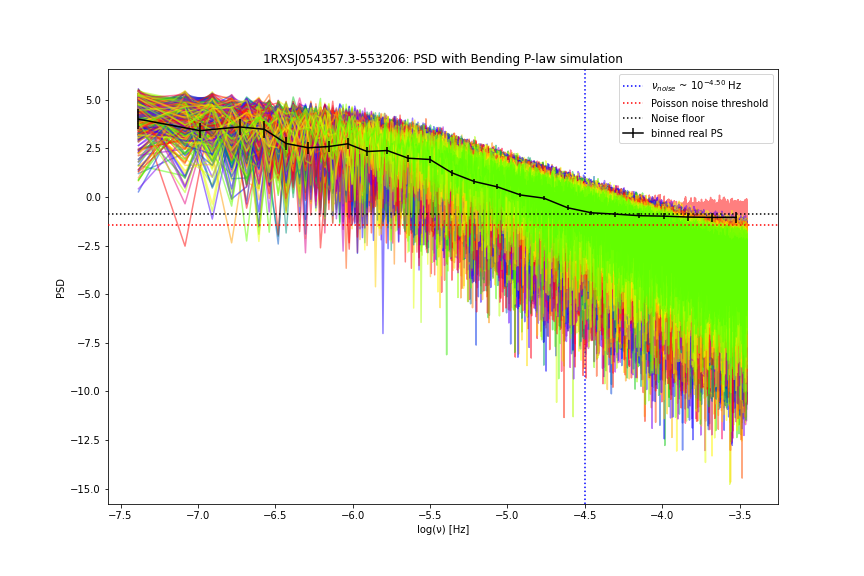 1RXSJ054357.3-553206: PSD with Bending P-law simulation
ν_noise ~ 10^−4.50 Hz
Poisson noise threshold
Noise floor
binned real PS
5.0
2.5
0.0
−2.5
−5.0
−7.5
−10.0
−12.5
−15.0
PSD
−7.5 −7.0 −6.5 −6.0 −5.5 −5.0 −4.5 −4.0 −3.5
log(ν) [Hz]